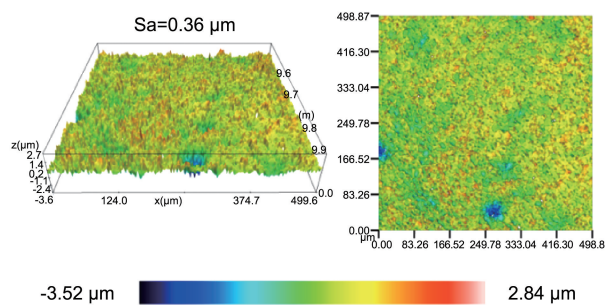 Sa=0.36 µm
9.6
9.7
(m)
9.8
9.9
z(µm)
2.7
1.4
0.2
-1.1
-2.4
-3.6
124.0
x(µm)
374.7
499.6
0.0
498.87
416.30
333.04
249.78
166.52
83.26
0.00
µm
0.00 83.26 166.52 249.78 333.04 416.30 498.8
-3.52 µm
2.84 µm